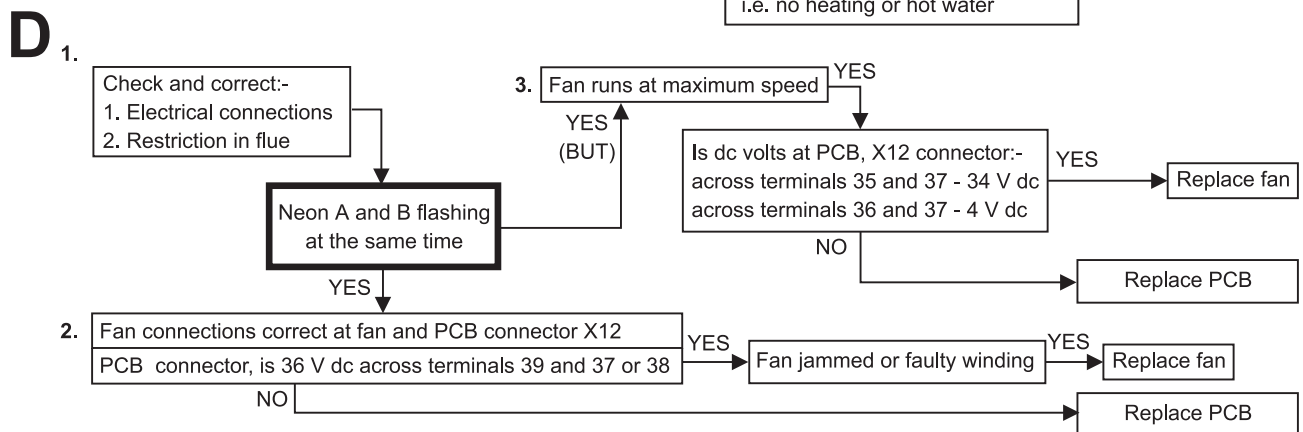 i.e. no heating or hot water
D
1.
Check and correct:-
1. Electrical connections
2. Restriction in flue
Neon A and B flashing
at the same time
3.
Fan runs at maximum speed
YES
YES
(BUT)
Is dc volts at PCB, X12 connector:-
across terminals 35 and 37 - 34 V dc
across terminals 36 and 37 - 4 V dc
YES
Replace fan
NO
Replace PCB
YES
2.
Fan connections correct at fan and PCB connector X12
PCB connector, is 36 V dc across terminals 39 and 37 or 38
YES
Fan jammed or faulty winding
YES
Replace fan
NO
Replace PCB